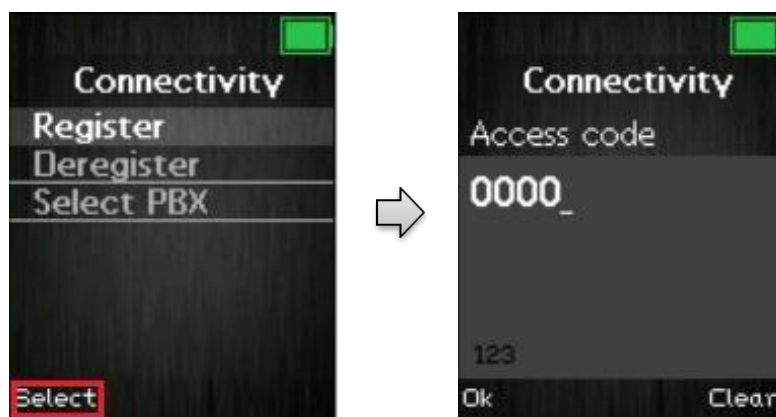 Connectivity
Register
Deregister
Select PBX
Select
Connectivity
Access code
0000_
123
Ok Clear